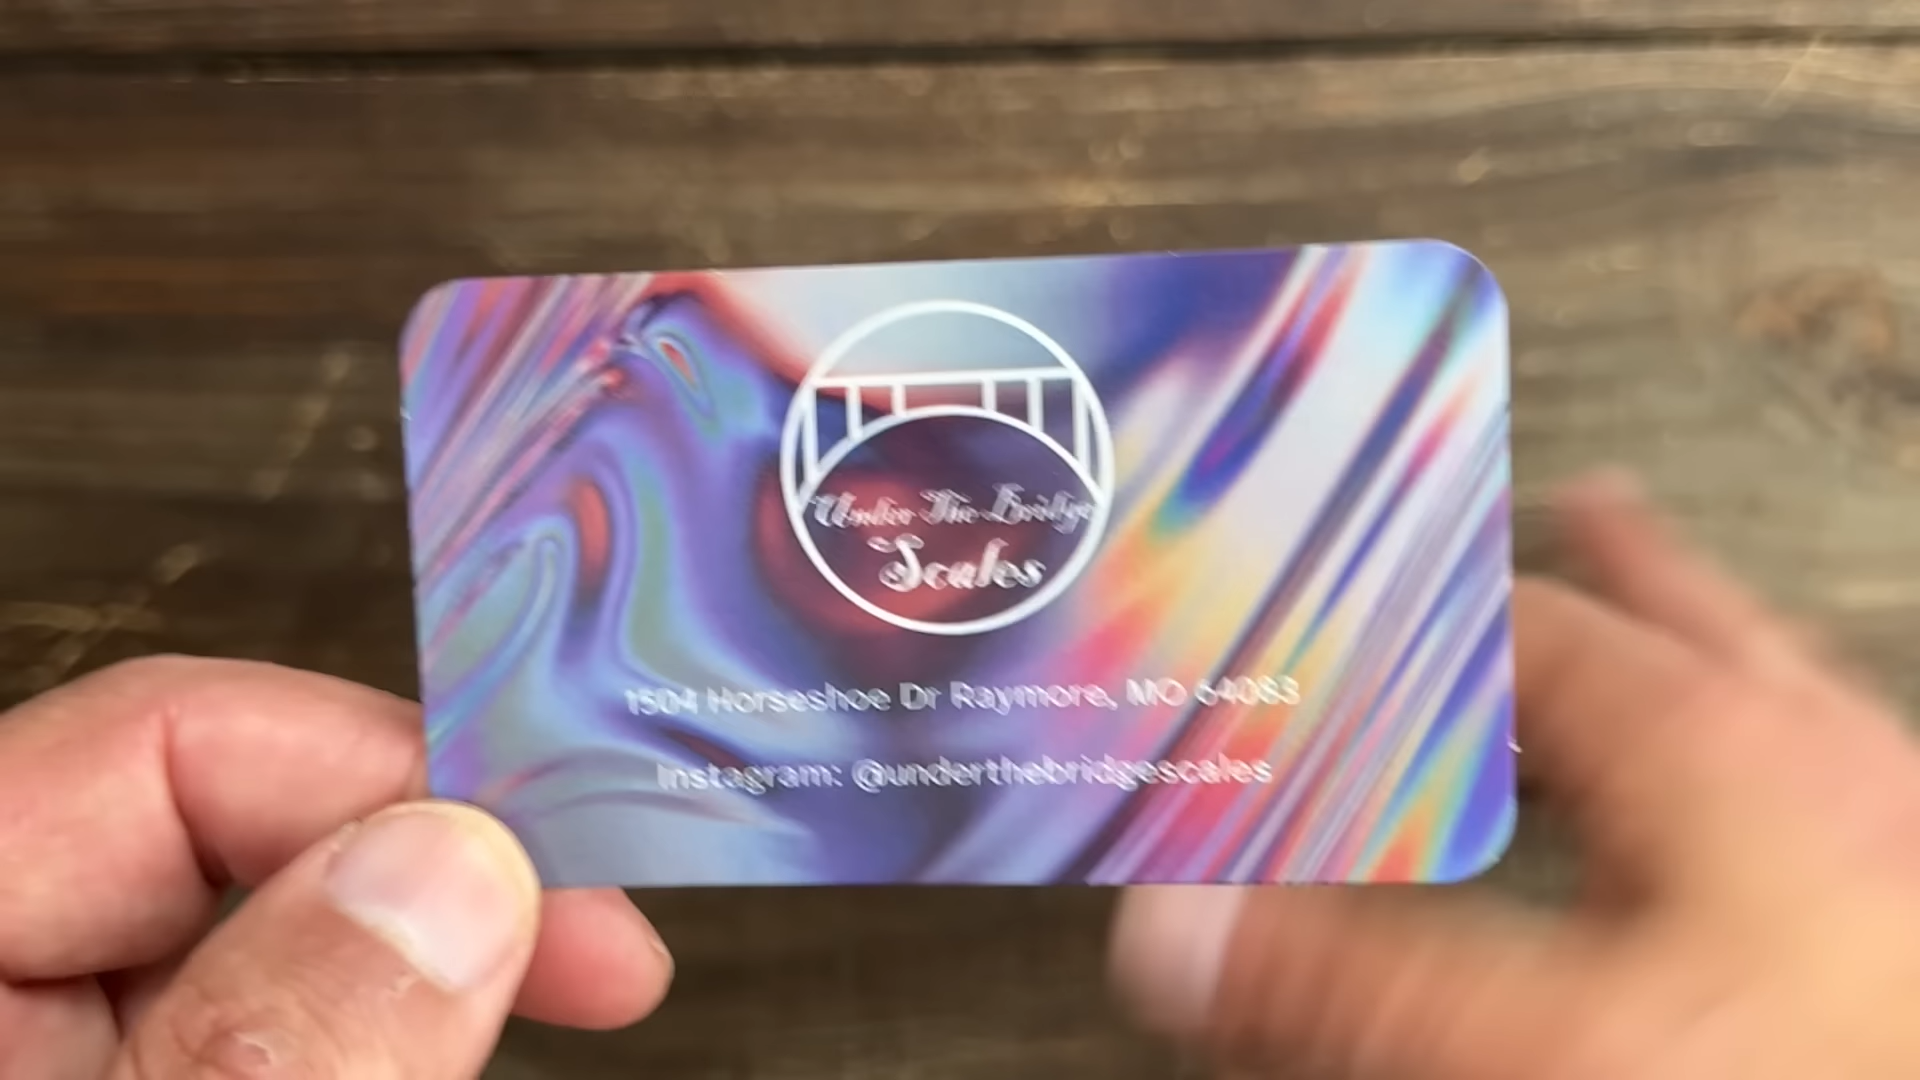 Under The Bridge
Scales
1504 Horseshoe Dr Raymore, MO 64083
Instagram: @underthebridgescales